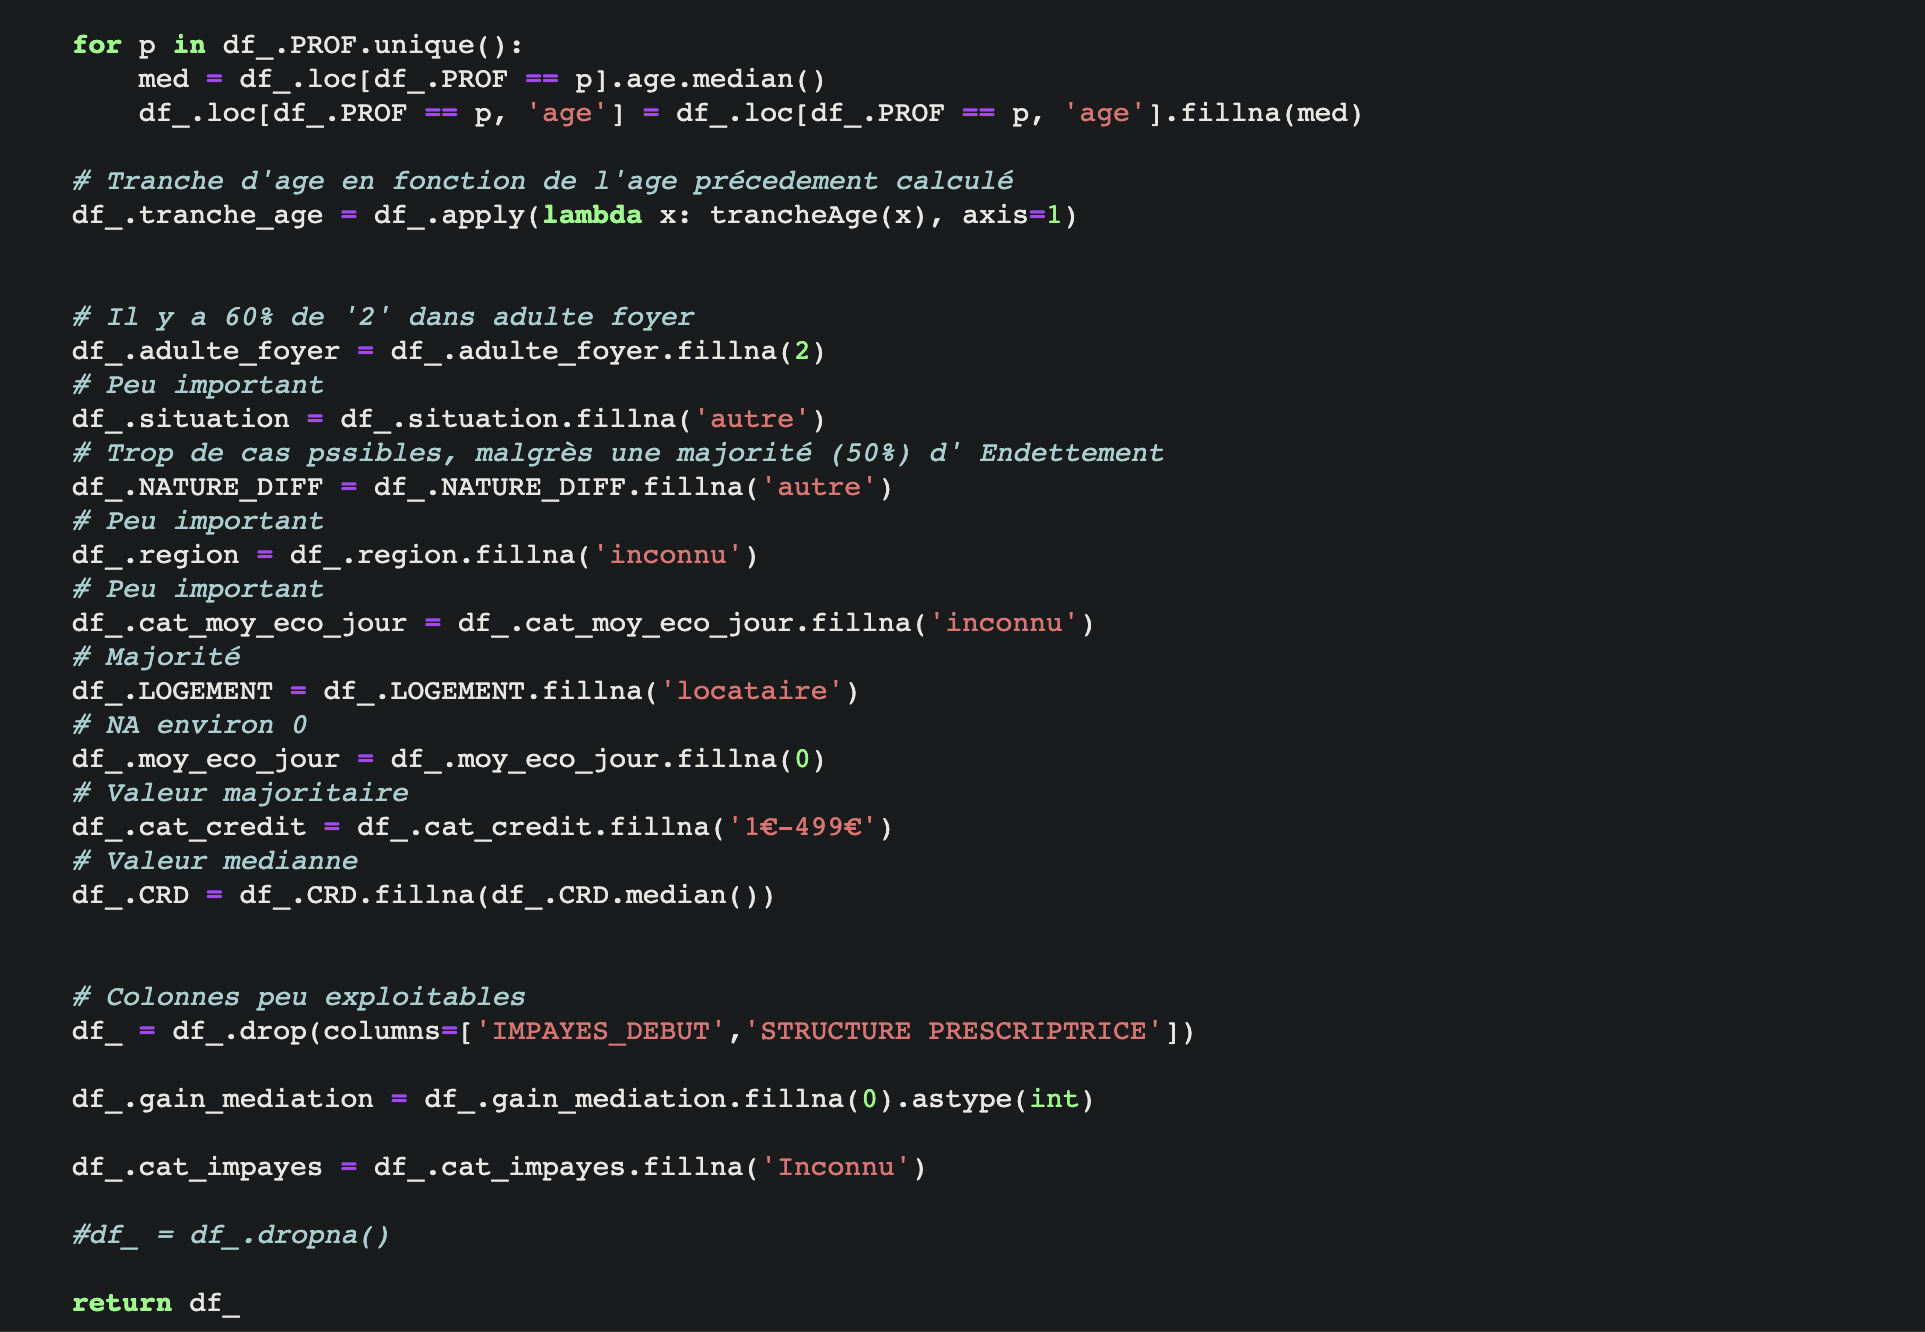 for p in df_.PROF.unique():
    med = df_.loc[df_.PROF == p].age.median()
    df_.loc[df_.PROF == p, 'age'] = df_.loc[df_.PROF == p, 'age'].fillna(med)
# Tranche d'age en fonction de l'age précedement calculé
df_.tranche_age = df_.apply(lambda x: trancheAge(x), axis=1)
# Il y a 60% de '2' dans adulte foyer
df_.adulte_foyer = df_.adulte_foyer.fillna(2)
# Peu important
df_.situation = df_.situation.fillna('autre')
# Trop de cas pssibles, malgrès une majorité (50%) d' Endettement
df_.NATURE_DIFF = df_.NATURE_DIFF.fillna('autre')
# Peu important
df_.region = df_.region.fillna('inconnu')
# Peu important
df_.cat_moy_eco_jour = df_.cat_moy_eco_jour.fillna('inconnu')
# Majorité
df_.LOGEMENT = df_.LOGEMENT.fillna('locataire')
# NA environ 0
df_.moy_eco_jour = df_.moy_eco_jour.fillna(0)
# Valeur majoritaire
df_.cat_credit = df_.cat_credit.fillna('1€-499€')
# Valeur medianne
df_.CRD = df_.CRD.fillna(df_.CRD.median())
# Colonnes peu exploitables
df_ = df_.drop(columns=['IMPAYES_DEBUT','STRUCTURE PRESCRIPTRICE'])
df_.gain_mediation = df_.gain_mediation.fillna(0).astype(int)
df_.cat_impayes = df_.cat_impayes.fillna('Inconnu')
#df_ = df_.dropna()
return df_